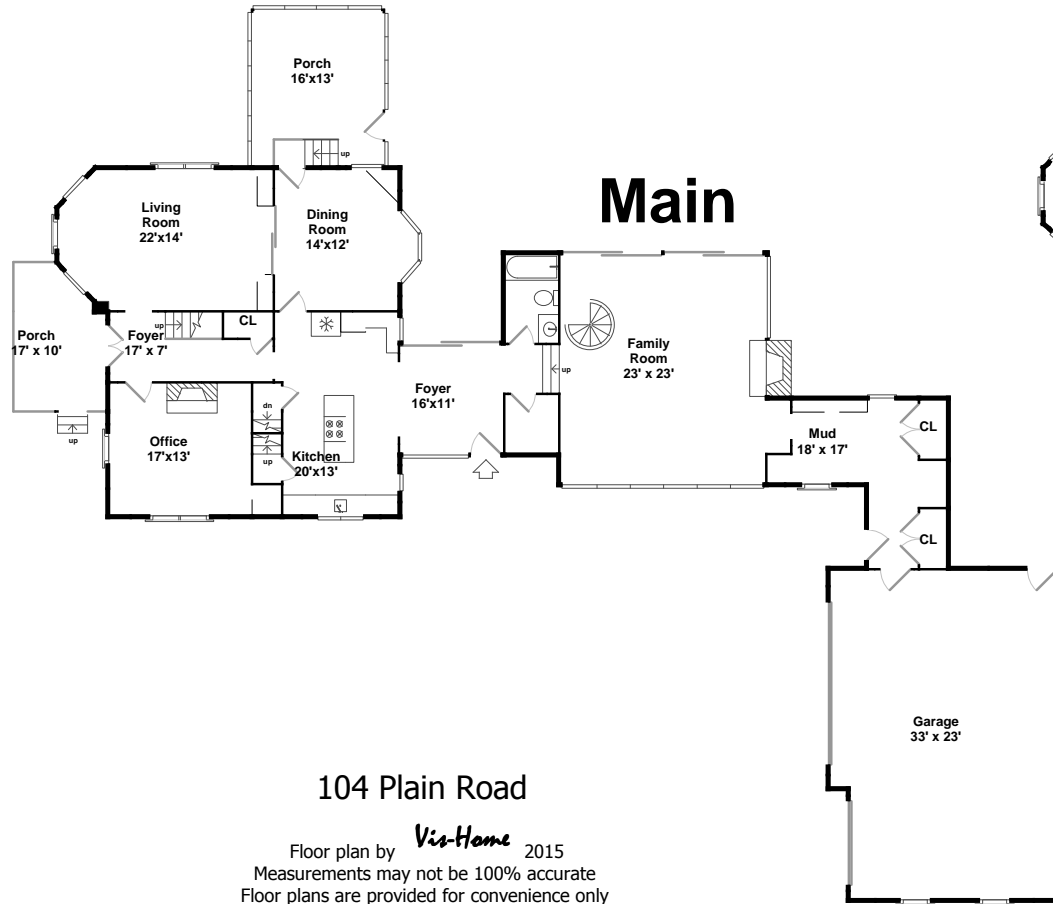 Porch
16'x13'
up
Main
Living
Room
22'x14'
Dining
Room
14'x12'
Porch
17' x 10'
up
Foyer
17' x 7'
up
CL
Foyer
16'x11'
up
Family
Room
23' x 23'
Office
17'x13'
dn
up
Kitchen
20'x13'
Mud
18' x 17'
CL
CL
Garage
33' x 23'
104 Plain Road
Floor plan by Vis-Home 2015
Measurements may not be 100% accurate
Floor plans are provided for convenience only